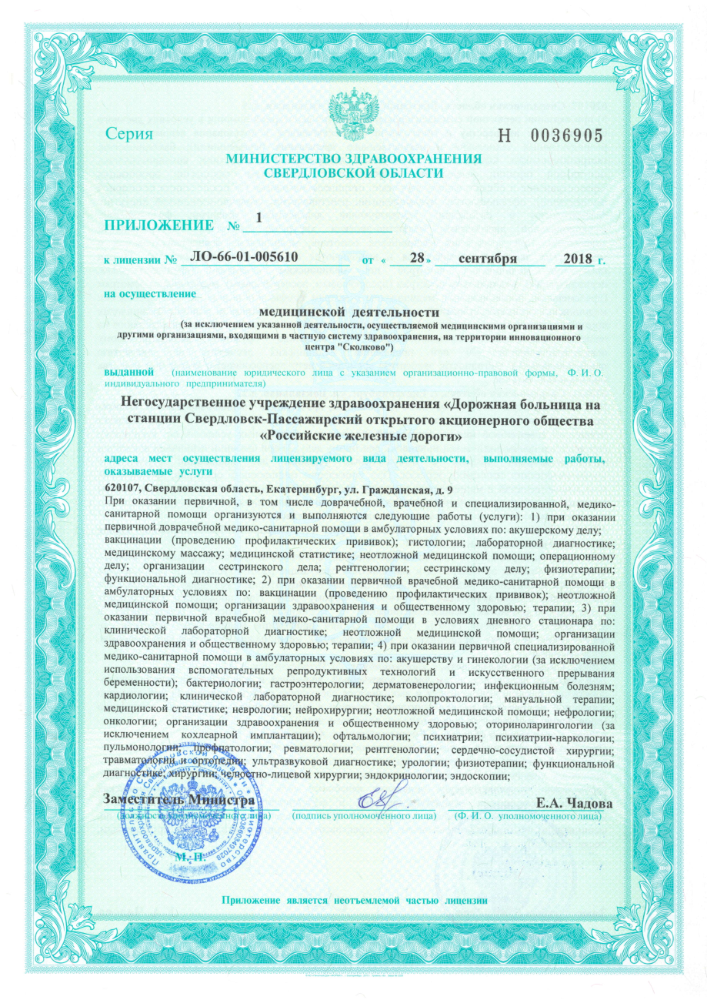 Серия
Н 0036905
МИНИСТЕРСТВО ЗДРАВООХРАНЕНИЯ
СВЕРДЛОВСКОЙ ОБЛАСТИ
ПРИЛОЖЕНИЕ № 1
к лицензии № ЛО-66-01-005610 от « 28 » сентября 2018 г.
на осуществление
медицинской деятельности
(за исключением указанной деятельности, осуществляемой медицинскими организациями и
другими организациями, входящими в частную систему здравоохранения, на территории инновационного
центра "Сколково")
выданной (наименование юридического лица с указанием организационно-правовой формы, Ф. И. О.
индивидуального предпринимателя)
Негосударственное учреждение здравоохранения «Дорожная больница на
станции Свердловск-Пассажирский открытого акционерного общества
«Российские железные дороги»
адреса мест осуществления лицензируемого вида деятельности, выполняемые работы,
оказываемые услуги
620107, Свердловская область, Екатеринбург, ул. Гражданская, д. 9
При оказании первичной, в том числе доврачебной, врачебной и специализированной, медико-
санитарной помощи организуются и выполняются следующие работы (услуги): 1) при оказании
первичной доврачебной медико-санитарной помощи в амбулаторных условиях по: акушерскому делу;
вакцинации (проведению профилактических прививок); гистологии; лабораторной диагностике;
медицинскому массажу; медицинской статистике; неотложной медицинской помощи; операционному
делу; организации сестринского дела; рентгенологии; сестринскому делу; физиотерапии;
функциональной диагностике; 2) при оказании первичной врачебной медико-санитарной помощи в
амбулаторных условиях по: вакцинации (проведению профилактических прививок); неотложной
медицинской помощи; организации здравоохранения и общественному здоровью; терапии; 3) при
оказании первичной врачебной медико-санитарной помощи в условиях дневного стационара по:
клинической лабораторной диагностике; неотложной медицинской помощи; организации
здравоохранения и общественному здоровью; терапии; 4) при оказании первичной специализированной
медико-санитарной помощи в амбулаторных условиях по: акушерству и гинекологии (за исключением
использования вспомогательных репродуктивных технологий и искусственного прерывания
беременности); бактериологии; гастроэнтерологии; дерматовенерологии; инфекционным болезням;
кардиологии; клинической лабораторной диагностике; колопроктологии; мануальной терапии;
медицинской статистике; неврологии; нейрохирургии; неотложной медицинской помощи; нефрологии;
онкологии; организации здравоохранения и общественному здоровью; оториноларингологии (за
исключением кохлеарной имплантации); офтальмологии; психиатрии; психиатрии-наркологии;
пульмонологии; профпатологии; ревматологии; рентгенологии; сердечно-сосудистой хирургии;
травматологии и ортопедии; ультразвуковой диагностике; урологии; физиотерапии; функциональной
диагностике; хирургии; челюстно-лицевой хирургии; эндокринологии; эндоскопии;
Заместитель Министра Е.А. Чадова
(должность уполномоченного лица) (подпись уполномоченного лица) (Ф. И. О. уполномоченного лица)
М. П.
Приложение является неотъемлемой частью лицензии